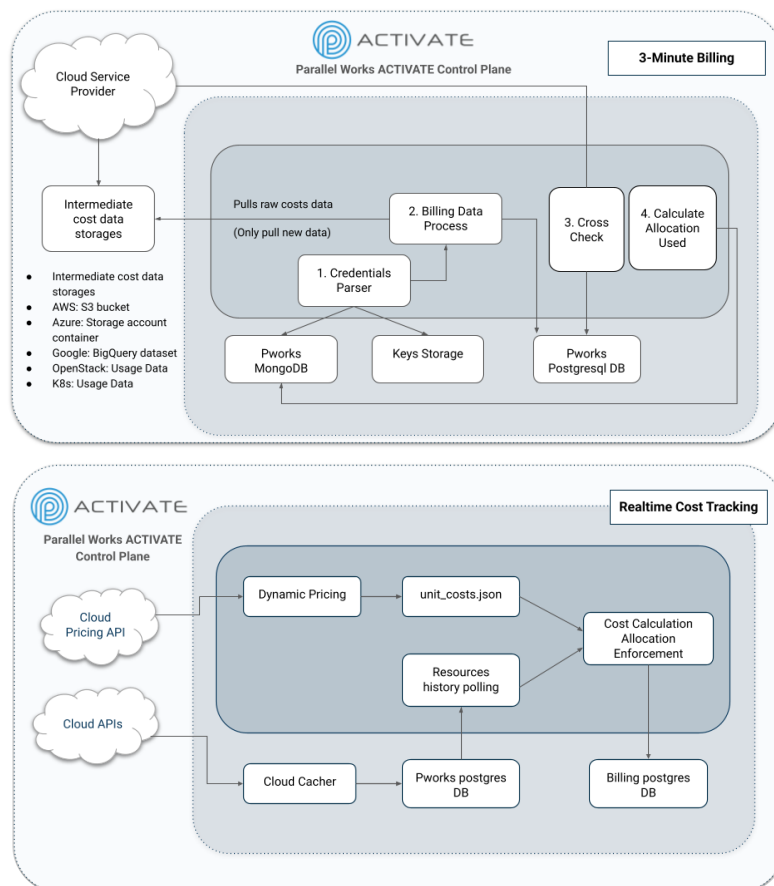 ACTIVATE
Parallel Works ACTIVATE Control Plane
3-Minute Billing
Cloud Service
Provider
Intermediate
cost data
storages
Pulls raw costs data
(Only pull new data)
2. Billing Data
Process
3. Cross
Check
4. Calculate
Allocation
Used
1. Credentials
Parser
● Intermediate cost data
storages
● AWS: S3 bucket
● Azure: Storage account
container
● Google: BigQuery dataset
● OpenStack: Usage Data
● K8s: Usage Data
Pworks
MongoDB
Keys Storage
Pworks
Postgresql DB
ACTIVATE
Parallel Works ACTIVATE
Control Plane
Realtime Cost Tracking
Cloud
Pricing API
Dynamic Pricing
unit_costs.json
Cost Calculation
Allocation
Enforcement
Resources
history polling
Cloud APIs
Cloud Cacher
Pworks postgres
DB
Billing postgres
DB